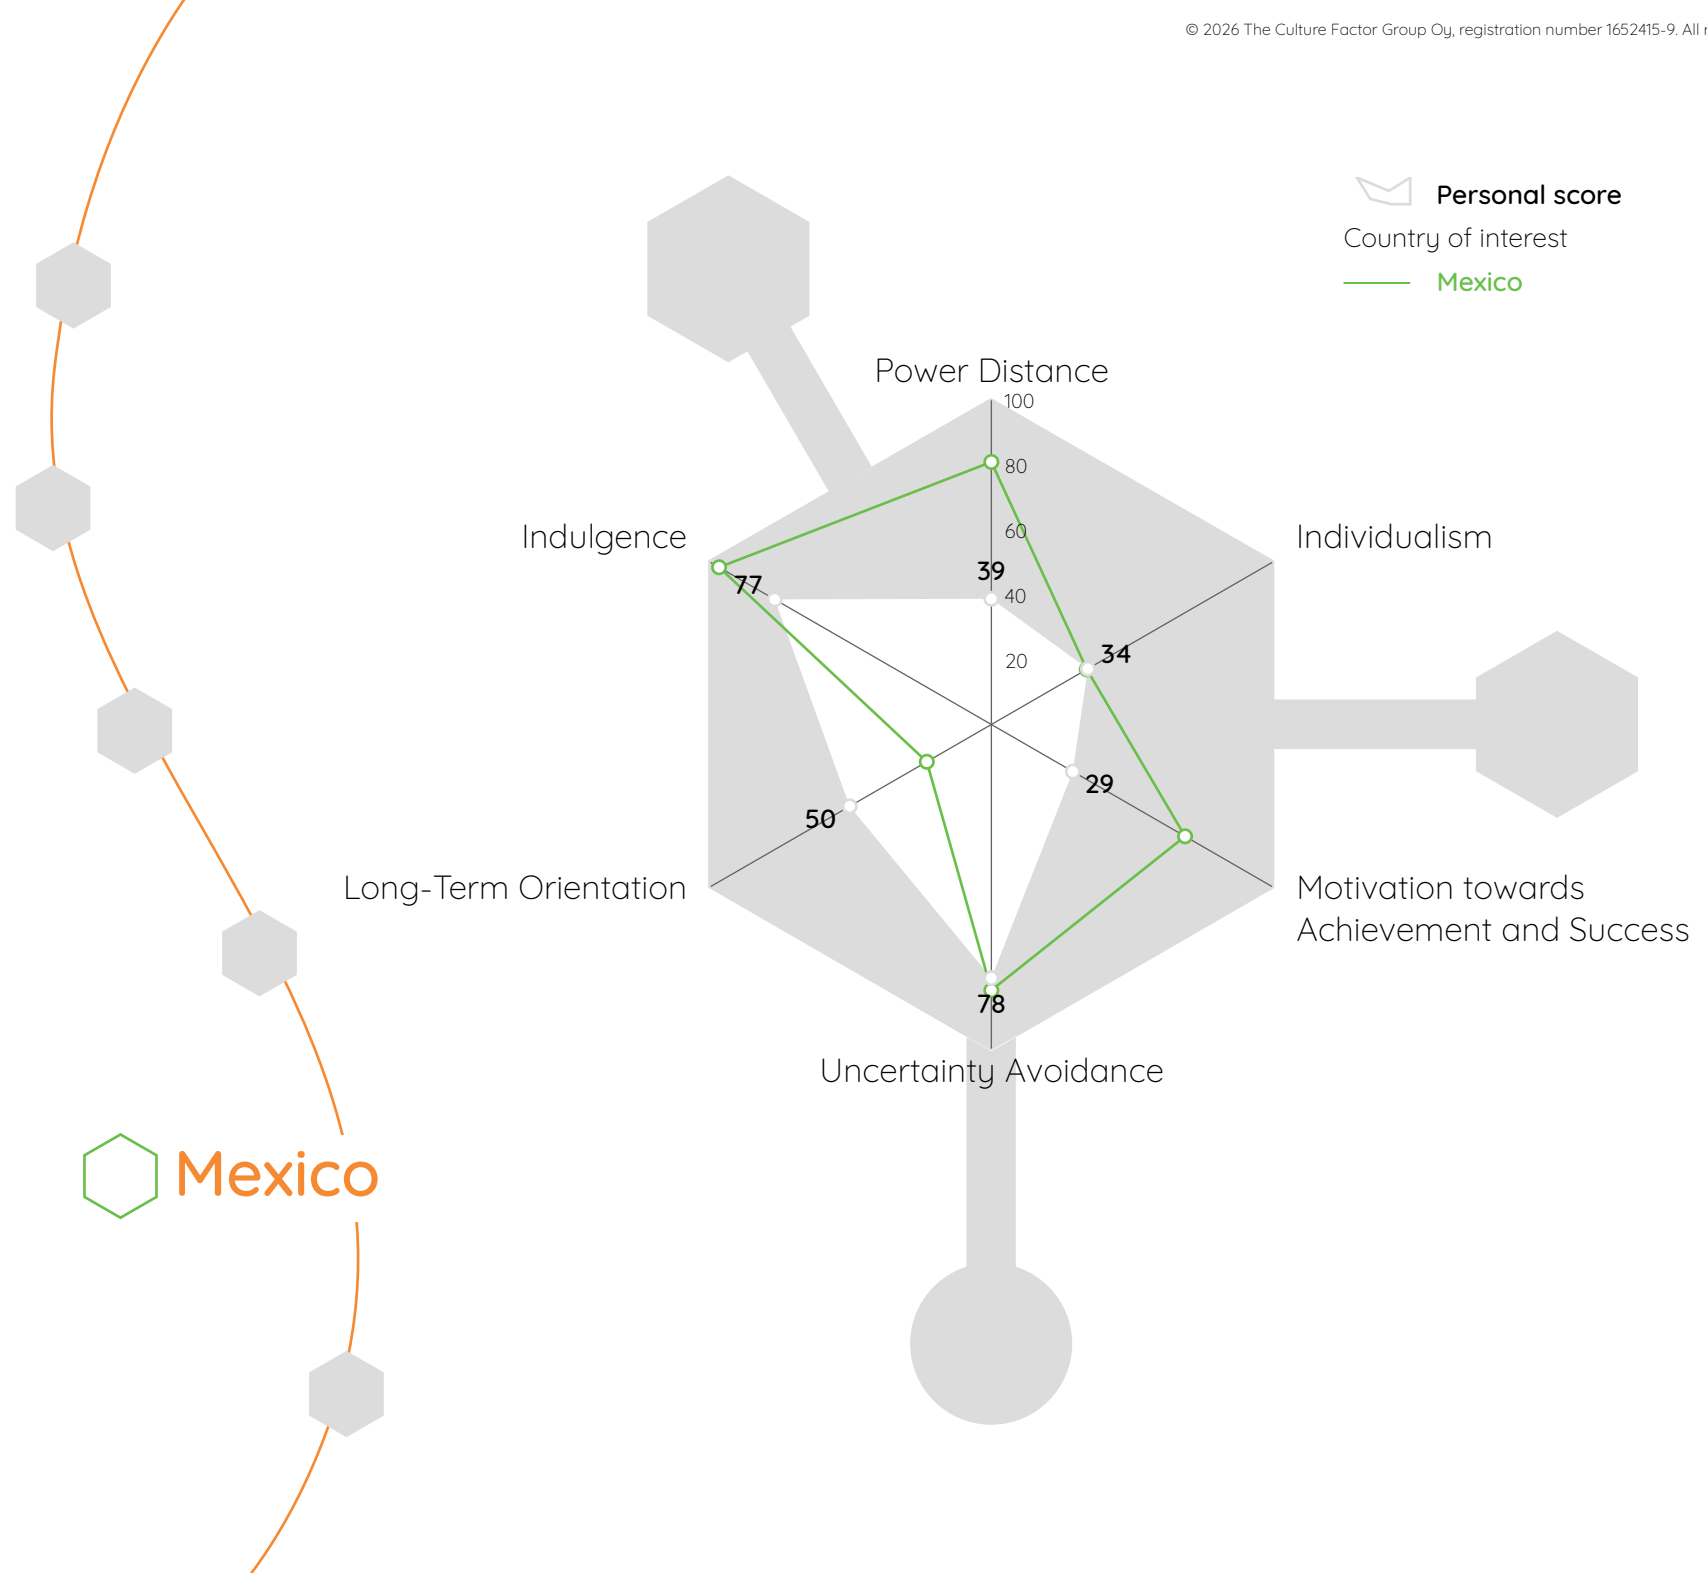 © 2026 The Culture Factor Group Oy, registration number 1652415-9. All
Personal score
Country of interest
Mexico
Power Distance
100
80
60
39
40
20
Indulgence
77
Individualism
34
29
50
Long-Term Orientation
Motivation towards
Achievement and Success
78
Uncertainty Avoidance
Mexico